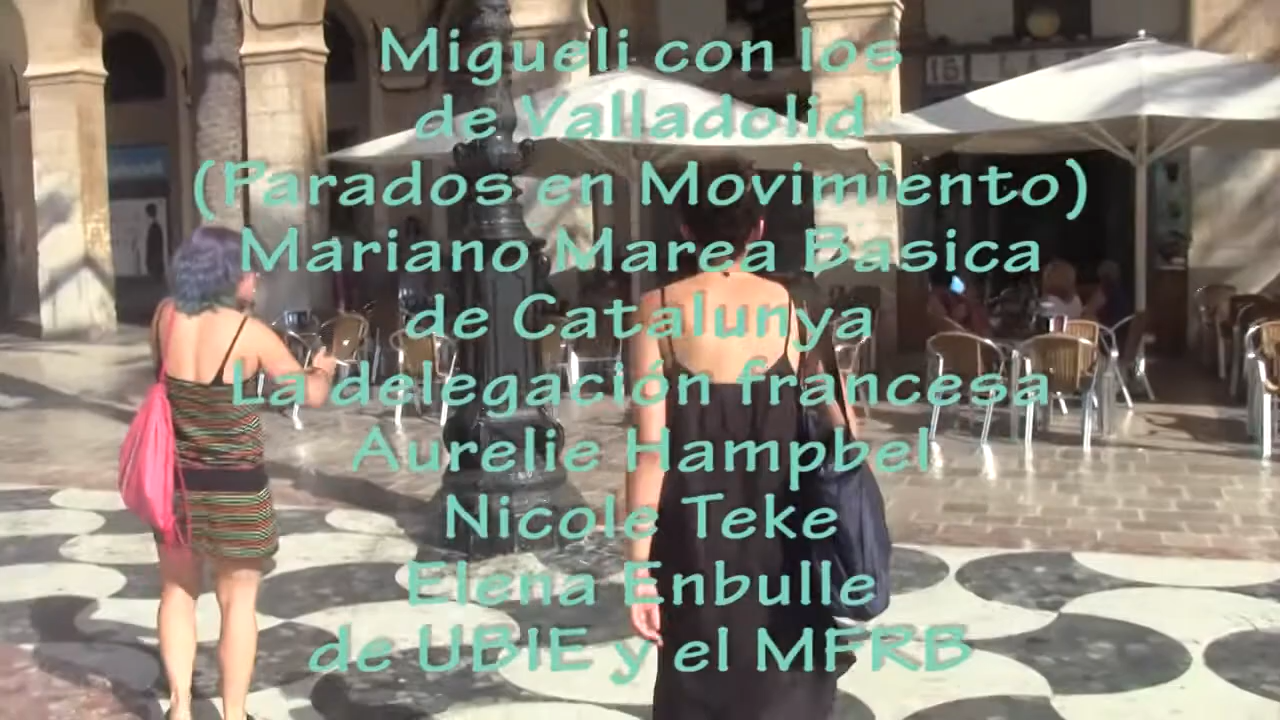 Migueli con los
de Valladolid
(Parados en Movimiento)
Mariano Marea Basica
de Catalunya
La delegación francesa
Aurelie Hampbel
Nicole Teke
Elena Enbulle
de UBIE y el MFRB
15